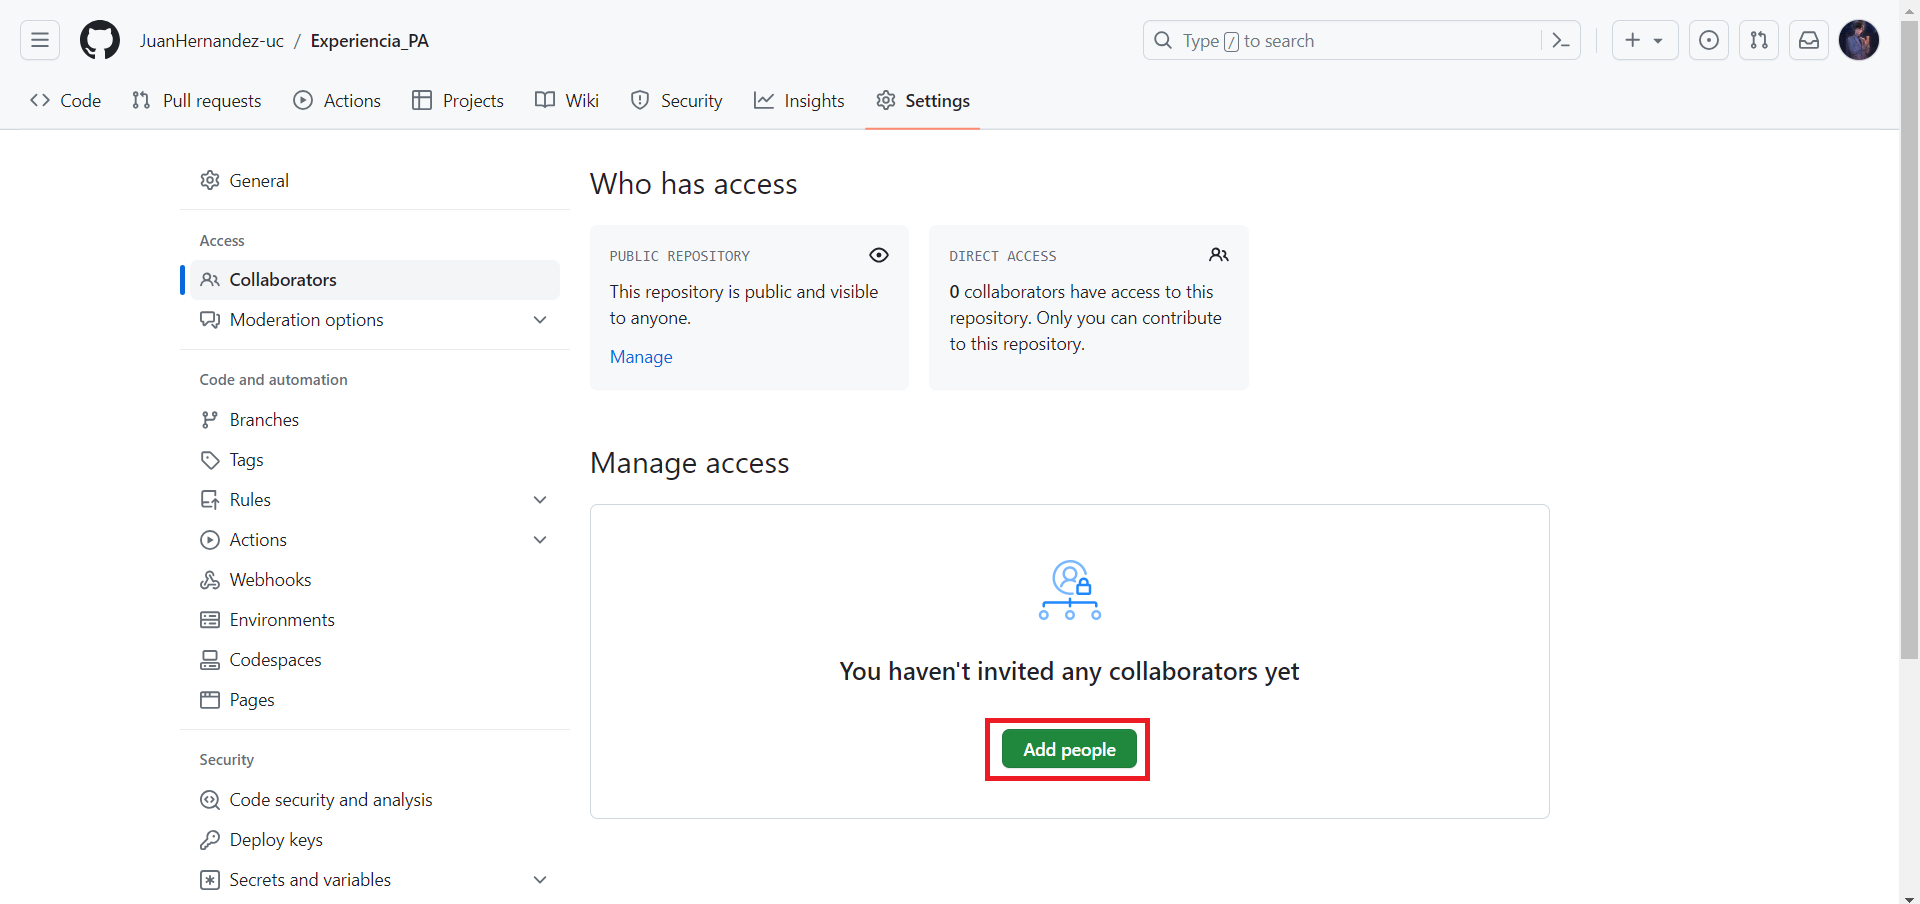 JuanHernandez-uc / Experiencia_PA
Type / to search
Code
Pull requests
Actions
Projects
Wiki
Security
Insights
Settings
General
Access
Collaborators
Moderation options
Code and automation
Branches
Tags
Rules
Actions
Webhooks
Environments
Codespaces
Pages
Security
Code security and analysis
Deploy keys
Secrets and variables
Who has access
PUBLIC REPOSITORY
This repository is public and visible
to anyone.
Manage
DIRECT ACCESS
0 collaborators have access to this
repository. Only you can contribute
to this repository.
Manage access
You haven't invited any collaborators yet
Add people